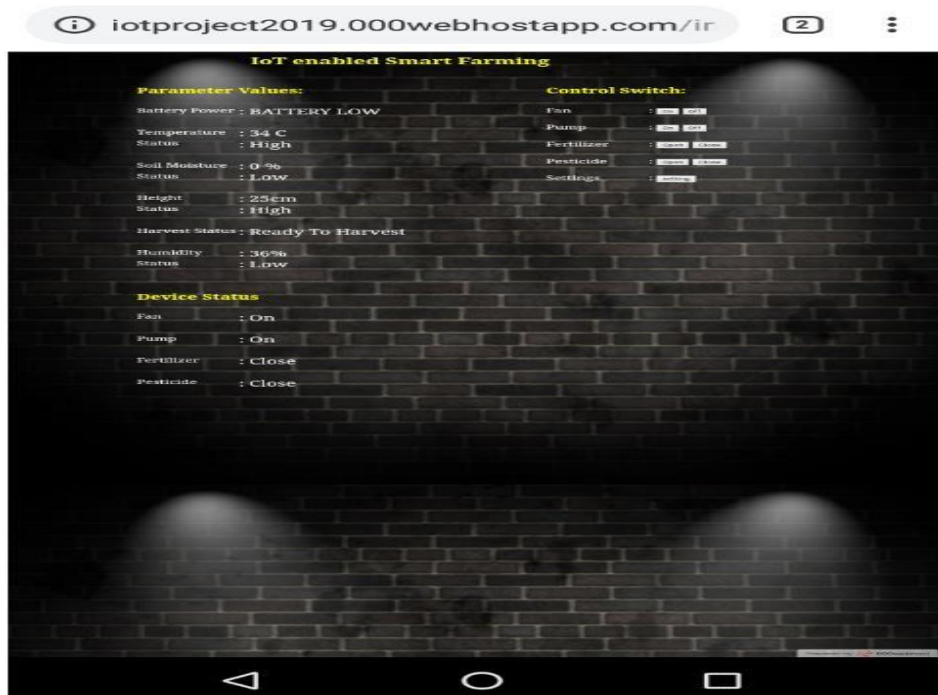 iotproject2019.000webhostapp.com/ir
2
IoT enabled Smart Farming
Parameter Values:
Battery Power : BATTERY LOW
Temperature : 34 C
Status : High
Soil Moisture : 0 %
Status : Low
Height : 25cm
Status : High
Harvest Status : Ready To Harvest
Humidity : 36%
Status : Low
Device Status
Fan : On
Pump : On
Fertilizer : Close
Pesticide : Close
Control Switch:
Fan : On Off
Pump : On Off
Fertilizer : Open Close
Pesticide : Open Close
Settings : setting
Powered by 000webhost